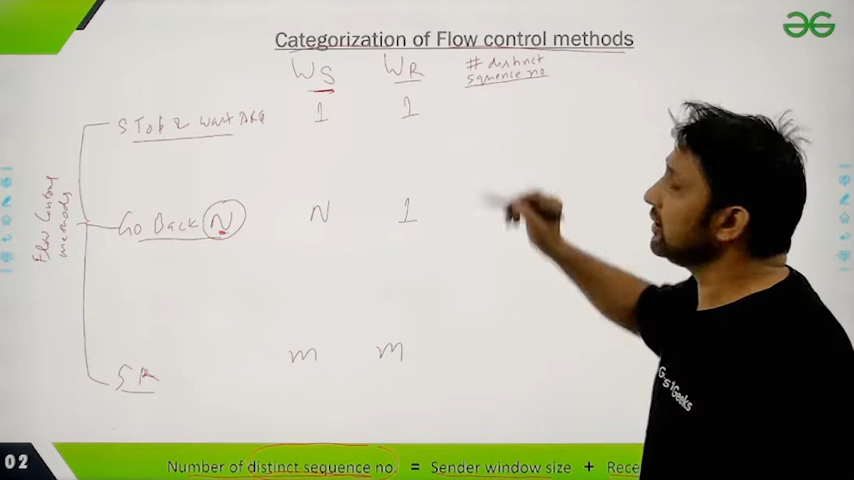 Categorization of Flow control methods
WS WR # distinct
sequence no
Stop & Wait ARQ 1 1
Flow Control
methods
Go Back N N 1
SR m m
02
Number of distinct sequence no. = Sender window size + Rece
GsfGeeks